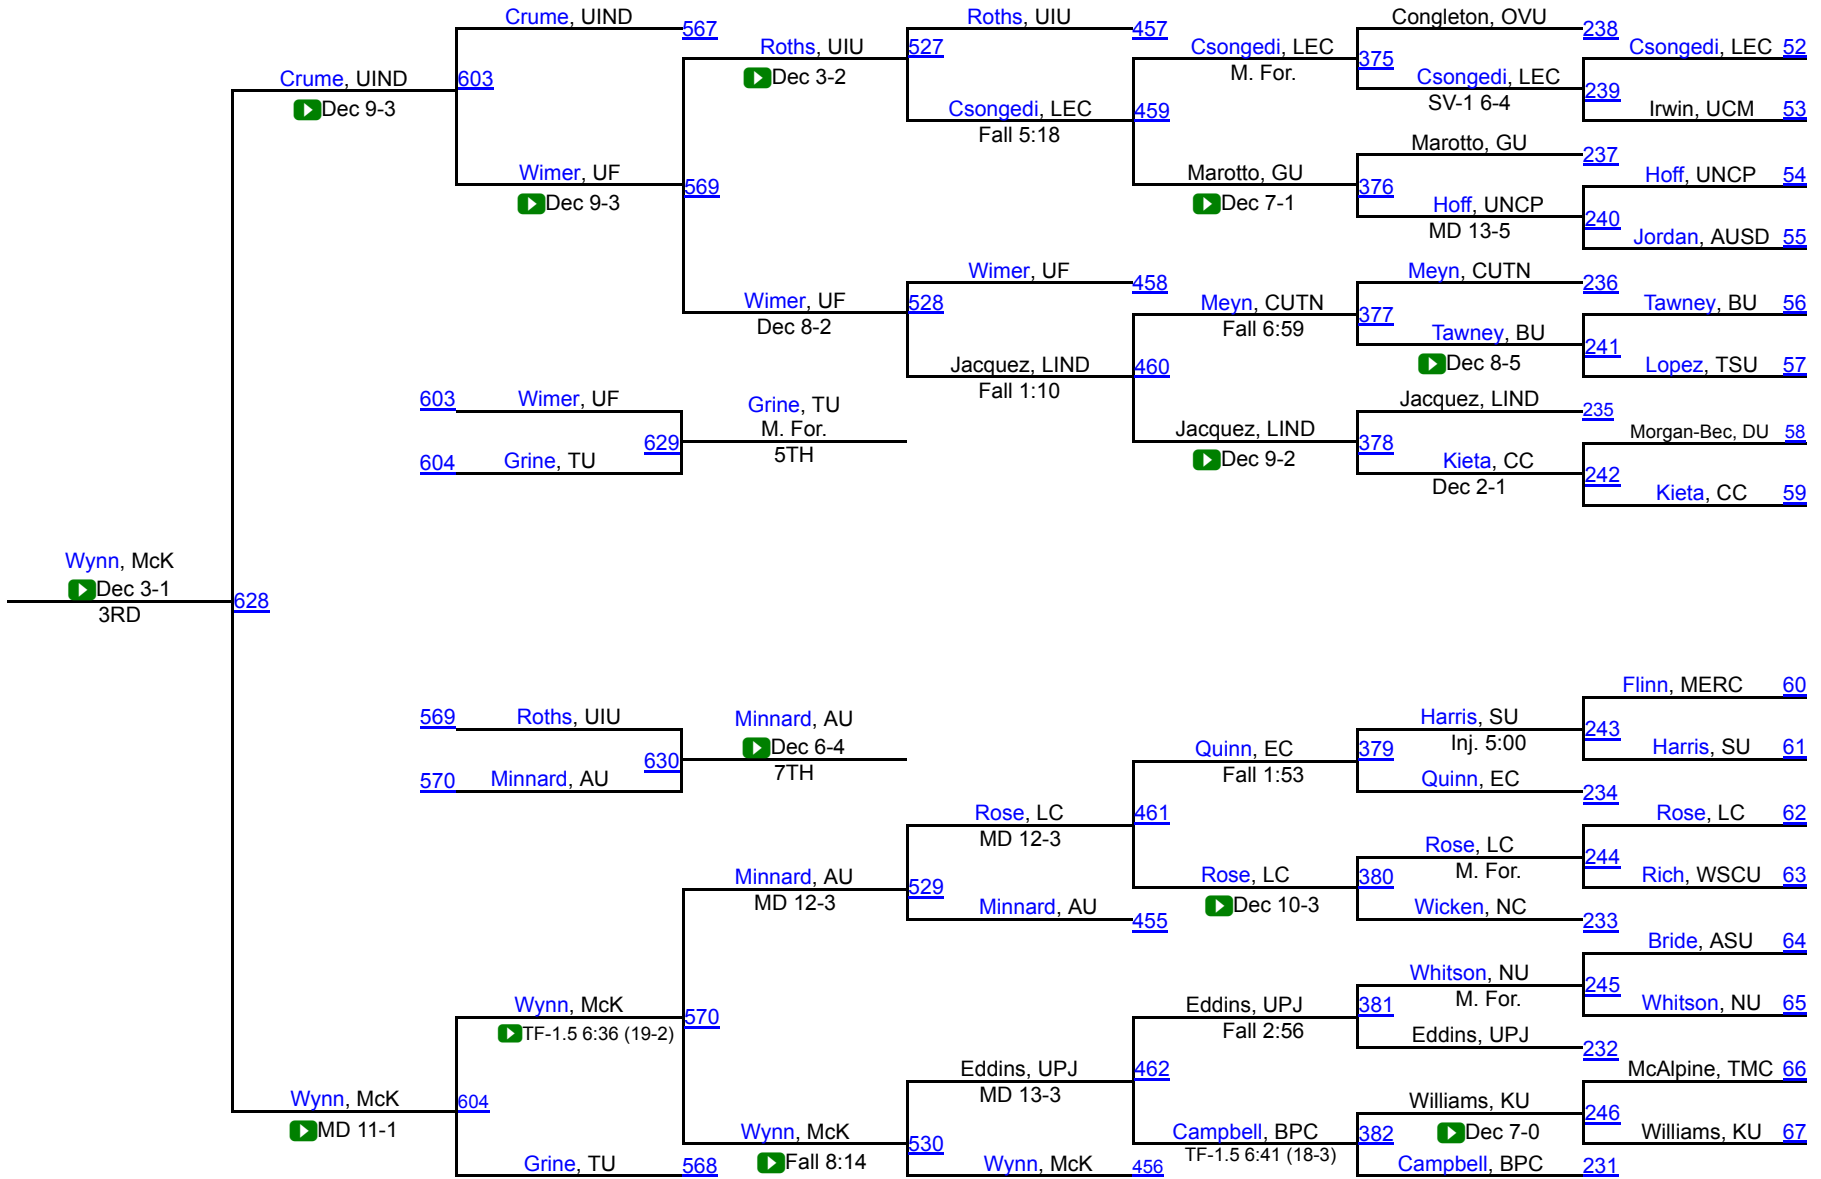 Crume, UIND
567
Roths, UIU
457
Congleton, OVU
238
Roths, UIU
527
Csongedi, LEC
375
Csongedi, LEC 52
Crume, UIND
603
Dec 3-2
M. For.
Csongedi, LEC
239
Dec 9-3
Csongedi, LEC
459
SV-1 6-4
Irwin, UCM 53
Fall 5:18
Marotto, GU
237
Wimer, UF
569
Marotto, GU
376
Hoff, UNCP 54
Dec 9-3
Dec 7-1
Hoff, UNCP
240
MD 13-5
Jordan, AUSD 55
Wimer, UF
458
Meyn, CUTN
236
Wimer, UF
528
Meyn, CUTN
377
Tawney, BU 56
Dec 8-2
Fall 6:59
Tawney, BU
241
Jacquez, LIND
460
Dec 8-5
Lopez, TSU 57
603 Wimer, UF
Grine, TU
Fall 1:10
Jacquez, LIND
235
M. For.
Jacquez, LIND
378
Morgan-Bec, DU 58
629
5TH
Dec 9-2
Kieta, CC
242
604 Grine, TU
Dec 2-1
Kieta, CC 59
Wynn, McK
Dec 3-1
628
3RD
Flinn, MERC 60
569 Roths, UIU
Minnard, AU
Harris, SU
243
Dec 6-4
Quinn, EC
379
Inj. 5:00
Harris, SU 61
630
7TH
Fall 1:53
570 Minnard, AU
Quinn, EC
234
Rose, LC
461
Rose, LC 62
MD 12-3
Rose, LC
244
Minnard, AU
529
Rose, LC
380
M. For.
Rich, WSCU 63
MD 12-3
Minnard, AU
455
Dec 10-3
Wicken, NC
233
Bride, ASU 64
Whitson, NU
245
Wynn, McK
570
Eddins, UPJ
381
M. For.
Whitson, NU 65
TF-1.5 6:36 (19-2)
Fall 2:56
Eddins, UPJ
232
Eddins, UPJ
462
McAlpine, TMC 66
Wynn, McK
604
MD 13-3
Williams, KU
246
MD 11-1
Wynn, McK
530
Campbell, BPC
382
Dec 7-0
Williams, KU 67
Fall 8:14
TF-1.5 6:41 (18-3)
Grine, TU
568
Wynn, McK
456
Campbell, BPC
231